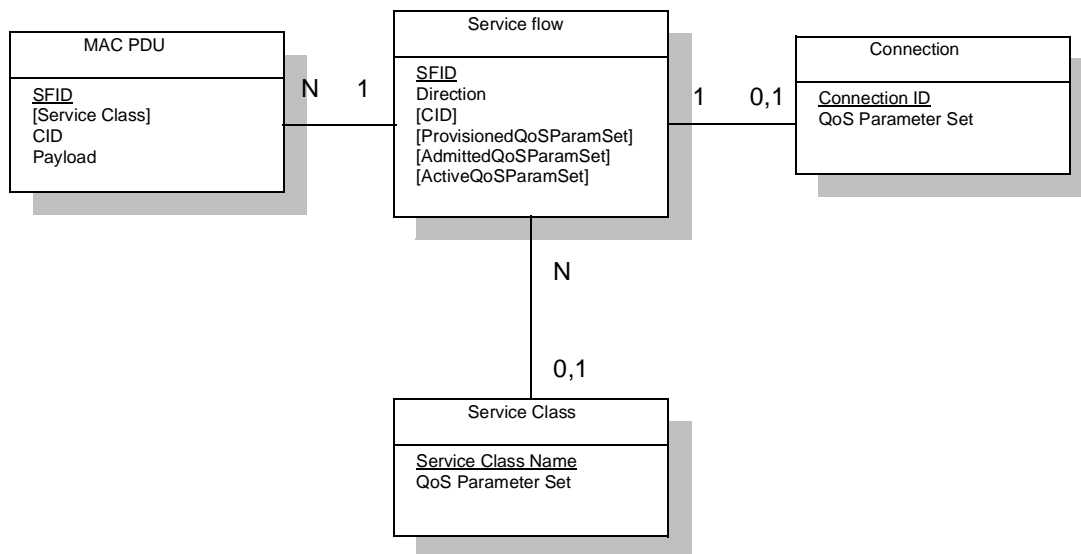 MAC PDU
SFID
[Service Class]
CID
Payload
N
1
Service flow
SFID
Direction
[CID]
[ProvisionedQoSParamSet]
[AdmittedQoSParamSet]
[ActiveQoSParamSet]
1
0,1
Connection
Connection ID
QoS Parameter Set
N
0,1
Service Class
Service Class Name
QoS Parameter Set